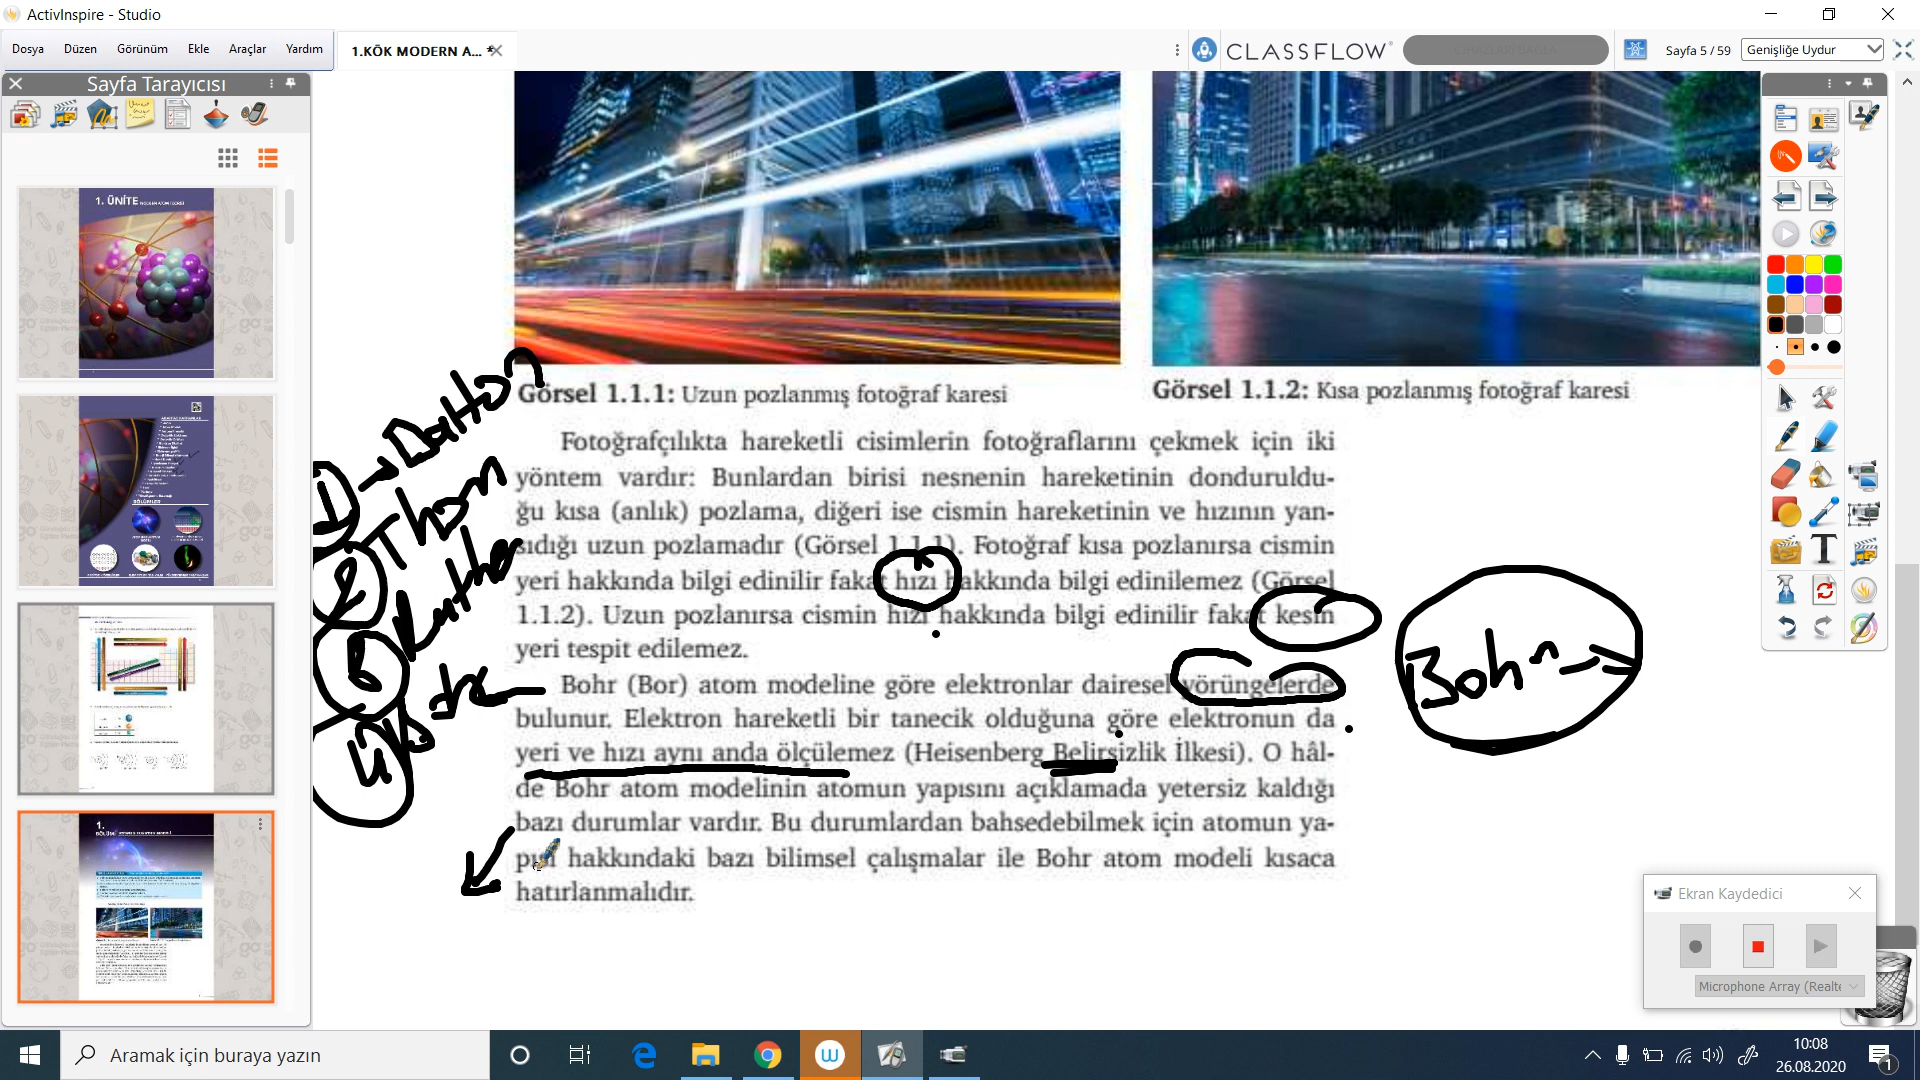 ActivInspire - Studio
Dosya Düzen Görünüm Ekle Araçlar Yardım
1.KÖK MODERN A... *
CLASSFLOW
Sayfa 5 / 59
Genişliğe Uydur
Sayfa Tarayıcısı
1. ÜNİTE
1.
Görsel 1.1.1: Uzun pozlanmış fotoğraf karesi
Görsel 1.1.2: Kısa pozlanmış fotoğraf karesi
Fotoğrafçılıkta hareketli cisimlerin fotoğraflarını çekmek için iki
yöntem vardır: Bunlardan birisi nesnenin hareketinin donduruldu-
ğu kısa (anlık) pozlama, diğeri ise cismin hareketinin ve hızının yan-
sıdığı uzun pozlamadır (Görsel 1.1.1). Fotoğraf kısa pozlanırsa cismin
yeri hakkında bilgi edinilir fakat hızı hakkında bilgi edinilemez (Görsel
1.1.2). Uzun pozlanırsa cismin hızı hakkında bilgi edinilir fakat kesin
yeri tespit edilemez.
Bohr (Bor) atom modeline göre elektronlar dairesel yörüngelerde
bulunur. Elektron hareketli bir tanecik olduğuna göre elektronun da
yeri ve hızı aynı anda ölçülemez (Heisenberg Belirsizlik İlkesi). O hâl-
de Bohr atom modelinin atomun yapısını açıklamada yetersiz kaldığı
bazı durumlar vardır. Bu durumlardan bahsedebilmek için atomun ya-
hakkındaki bazı bilimsel çalışmalar ile Bohr atom modeli kısaca
hatırlanmalıdır.
1 Dalton
2 Thom
3 Ruther
4
Bohr
Ekran Kaydedici
Microphone Array (Realte
Aramak için buraya yazın
10:08
26.08.2020
1